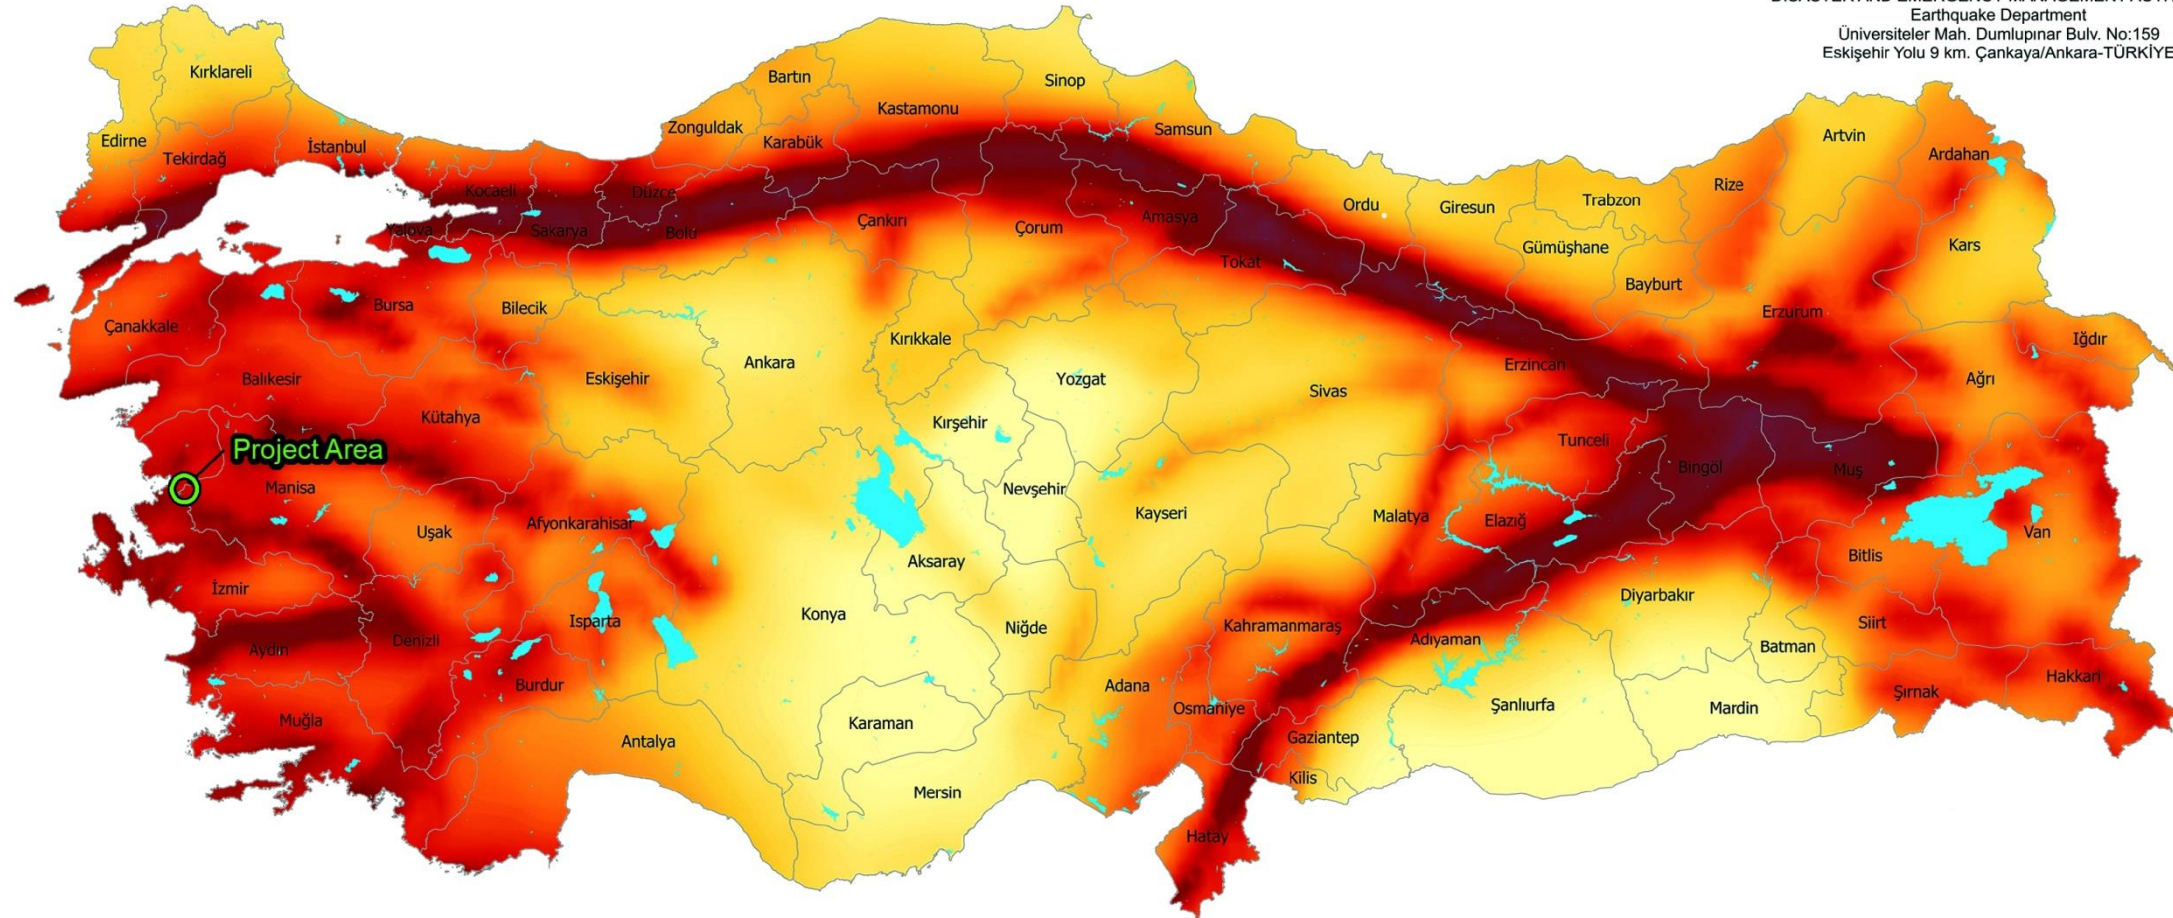 Earthquake Department
Üniversiteler Mah. Dumlupınar Bulv. No:159
Eskişehir Yolu 9 km. Çankaya/Ankara-TÜRKİYE
Kırklareli
Edirne
Tekirdağ
İstanbul
Kocaeli
Yalova
Sakarya
Düzce
Bolu
Zonguldak
Bartın
Karabük
Kastamonu
Sinop
Çankırı
Çorum
Samsun
Amasya
Tokat
Ordu
Giresun
Trabzon
Gümüşhane
Bayburt
Rize
Artvin
Ardahan
Kars
Erzurum
Iğdır
Ağrı
Çanakkale
Bursa
Bilecik
Balıkesir
Kütahya
Eskişehir
Ankara
Kırıkkale
Yozgat
Kırşehir
Sivas
Erzincan
Tunceli
Bingöl
Muş
Project Area
Manisa
Uşak
Afyonkarahisar
Nevşehir
Kayseri
Malatya
Elazığ
Van
Bitlis
Aksaray
İzmir
Isparta
Konya
Niğde
Diyarbakır
Siirt
Batman
Aydın
Denizli
Kahramanmaraş
Adıyaman
Burdur
Adana
Osmaniye
Şanlıurfa
Mardin
Şırnak
Hakkari
Muğla
Antalya
Karaman
Gaziantep
Kilis
Mersin
Hatay